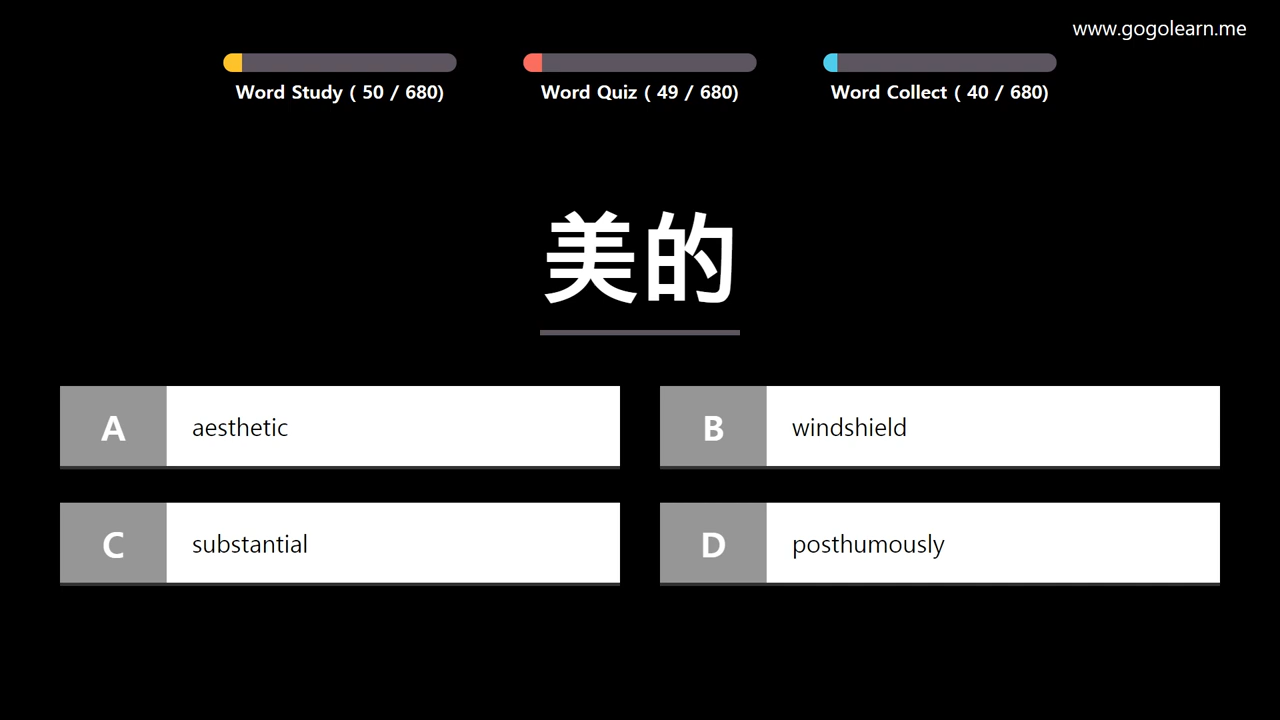 www.gogolearn.me
Word Study ( 50 / 680)
Word Quiz ( 49 / 680)
Word Collect ( 40 / 680)
美的
A aesthetic
B windshield
C substantial
D posthumously